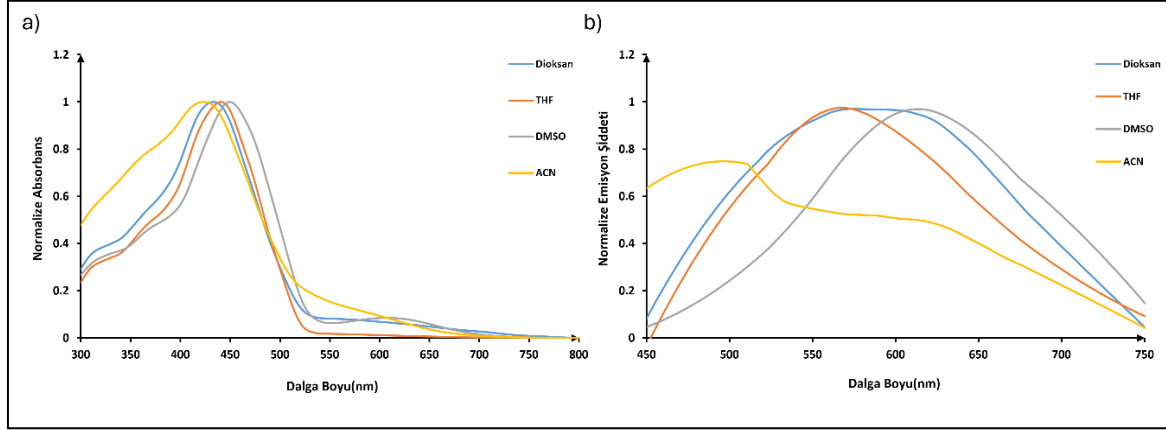 a)
Normalize Absorbans
1.2
1
0.8
0.6
0.4
0.2
0
300 350 400 450 500 550 600 650 700 750 800
Dalga Boyu(nm)
Dioksan
THF
DMSO
ACN
b)
Normalize Emisyon Şiddeti
1.2
1
0.8
0.6
0.4
0.2
0
450 500 550 600 650 700 750
Dalga Boyu(nm)
Dioksan
THF
DMSO
ACN